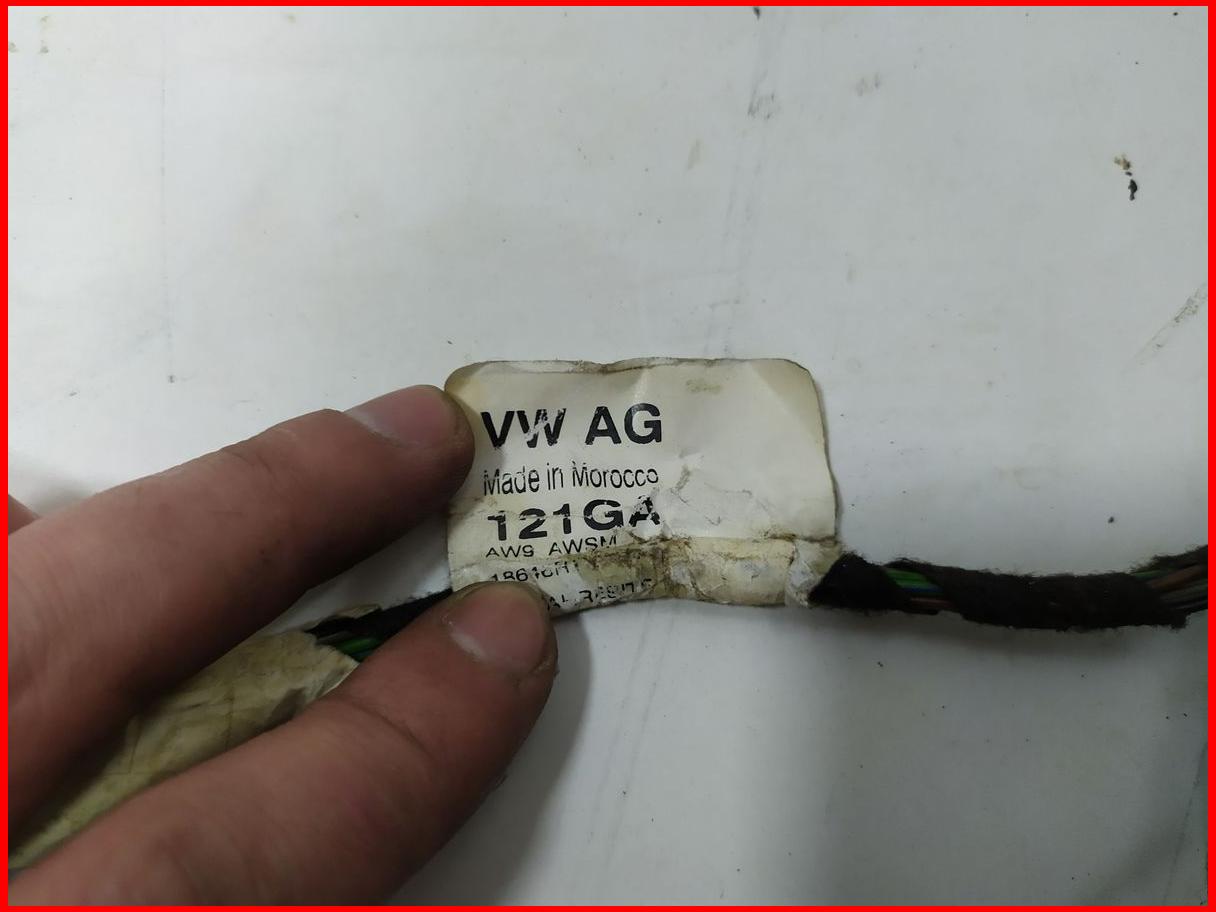 VW AG
Made in Morocco
121GA
AW9 AWSM